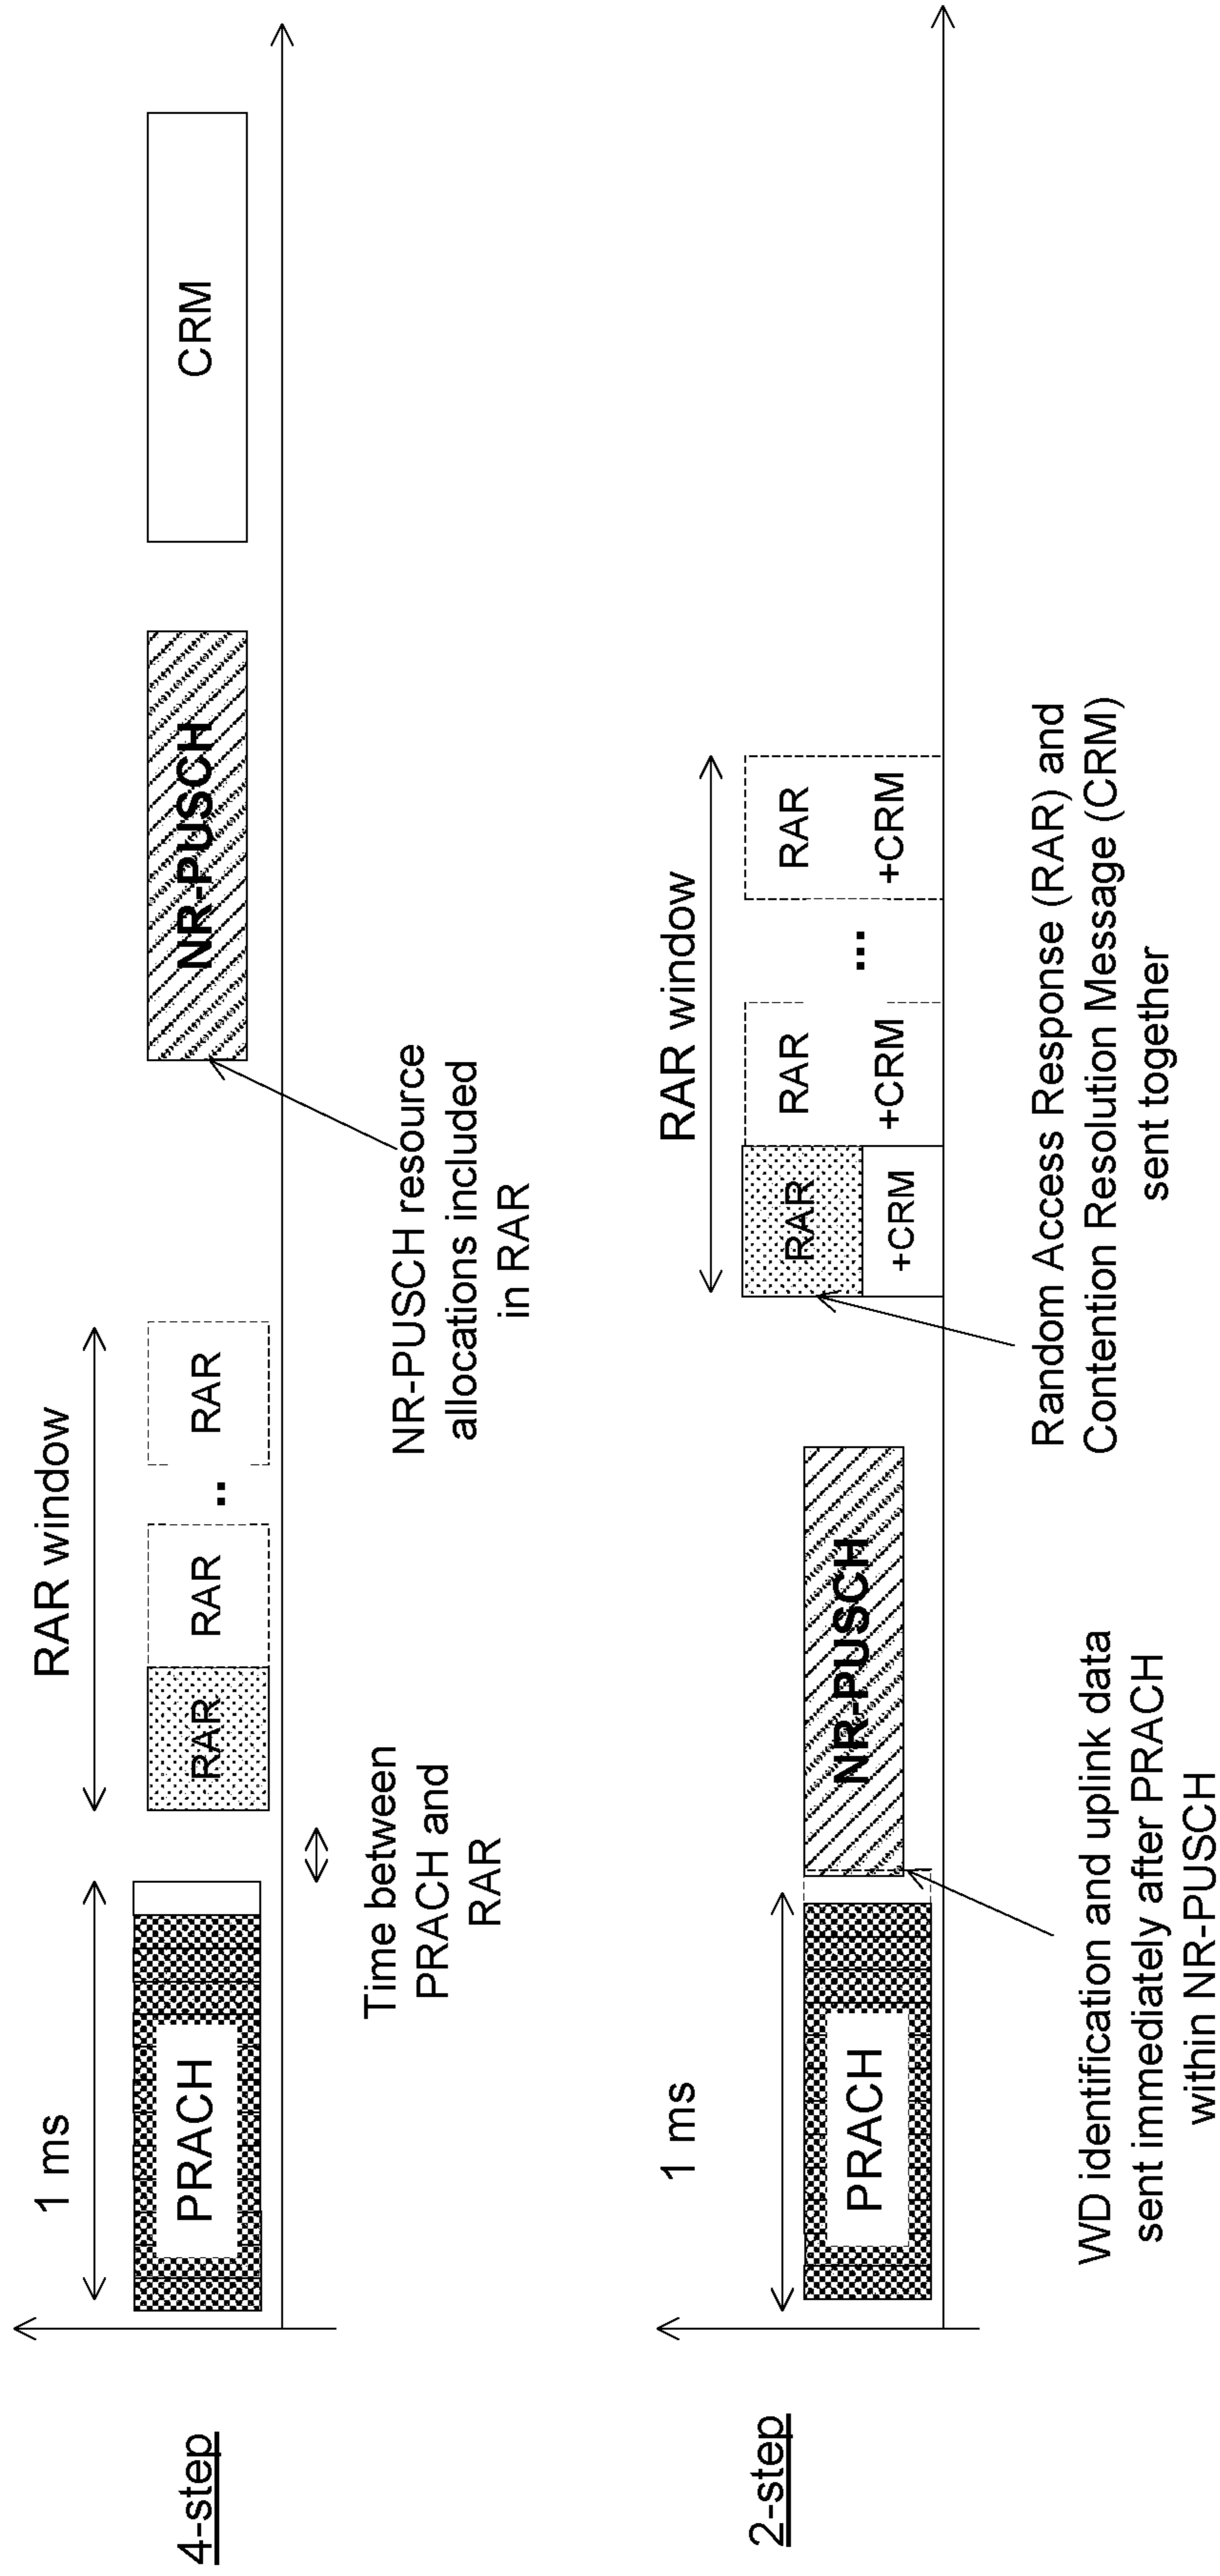 4-step
1 ms
PRACH
Time between
PRACH and
RAR
RAR window
RAR
RAR
..
RAR
NR-PUSCH resource
allocations included
in RAR
NR-PUSCH
CRM
2-step
1 ms
PRACH
WD identification and uplink data
sent immediately after PRACH
within NR-PUSCH
NR-PUSCH
RAR window
RAR
+CRM
RAR
+CRM
...
RAR
+CRM
Random Access Response (RAR) and
Contention Resolution Message (CRM)
sent together